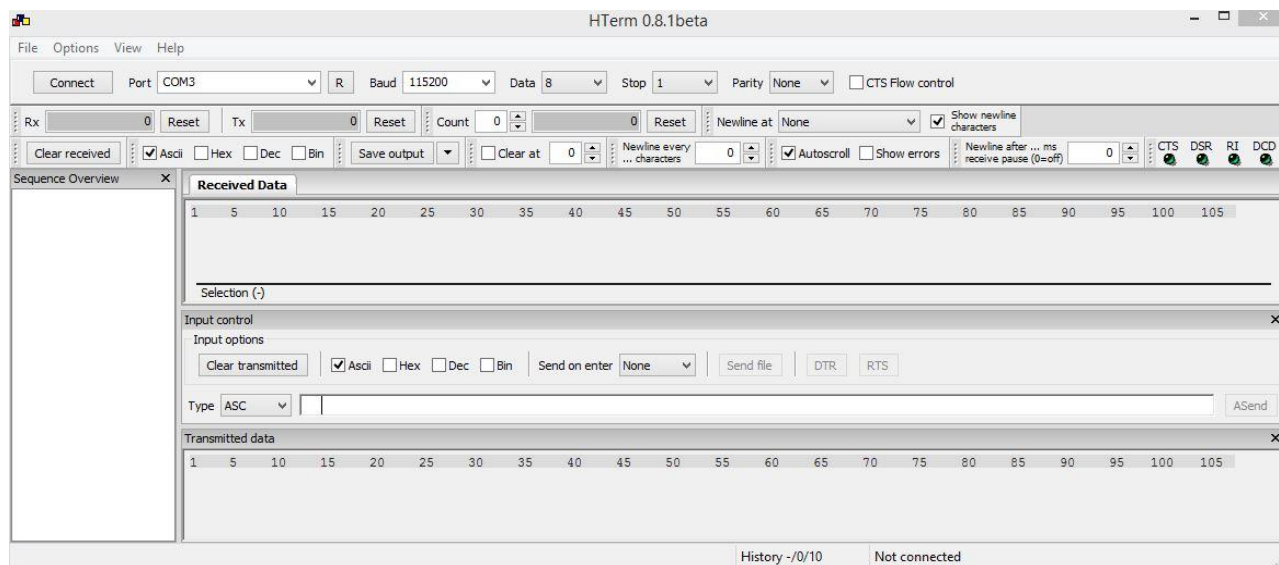 HTerm 0.8.1beta
File Options View Help
Connect Port COM3 R Baud 115200 Data 8 Stop 1 Parity None CTS Flow control
Rx 0 Reset Tx 0 Reset Count 0 0 Reset Newline at None Show newline
characters
Clear received Ascii Hex Dec Bin Save output Clear at 0 Newline every
... characters 0 Autoscroll Show errors Newline after ... ms
receive pause (0=off) 0 CTS DSR RI DCD
Sequence Overview
Received Data
1 5 10 15 20 25 30 35 40 45 50 55 60 65 70 75 80 85 90 95 100 105
Selection (-)
Input control
Input options
Clear transmitted Ascii Hex Dec Bin Send on enter None Send file DTR RTS
Type ASC ASend
Transmitted data
1 5 10 15 20 25 30 35 40 45 50 55 60 65 70 75 80 85 90 95 100 105
History -/0/10 Not connected